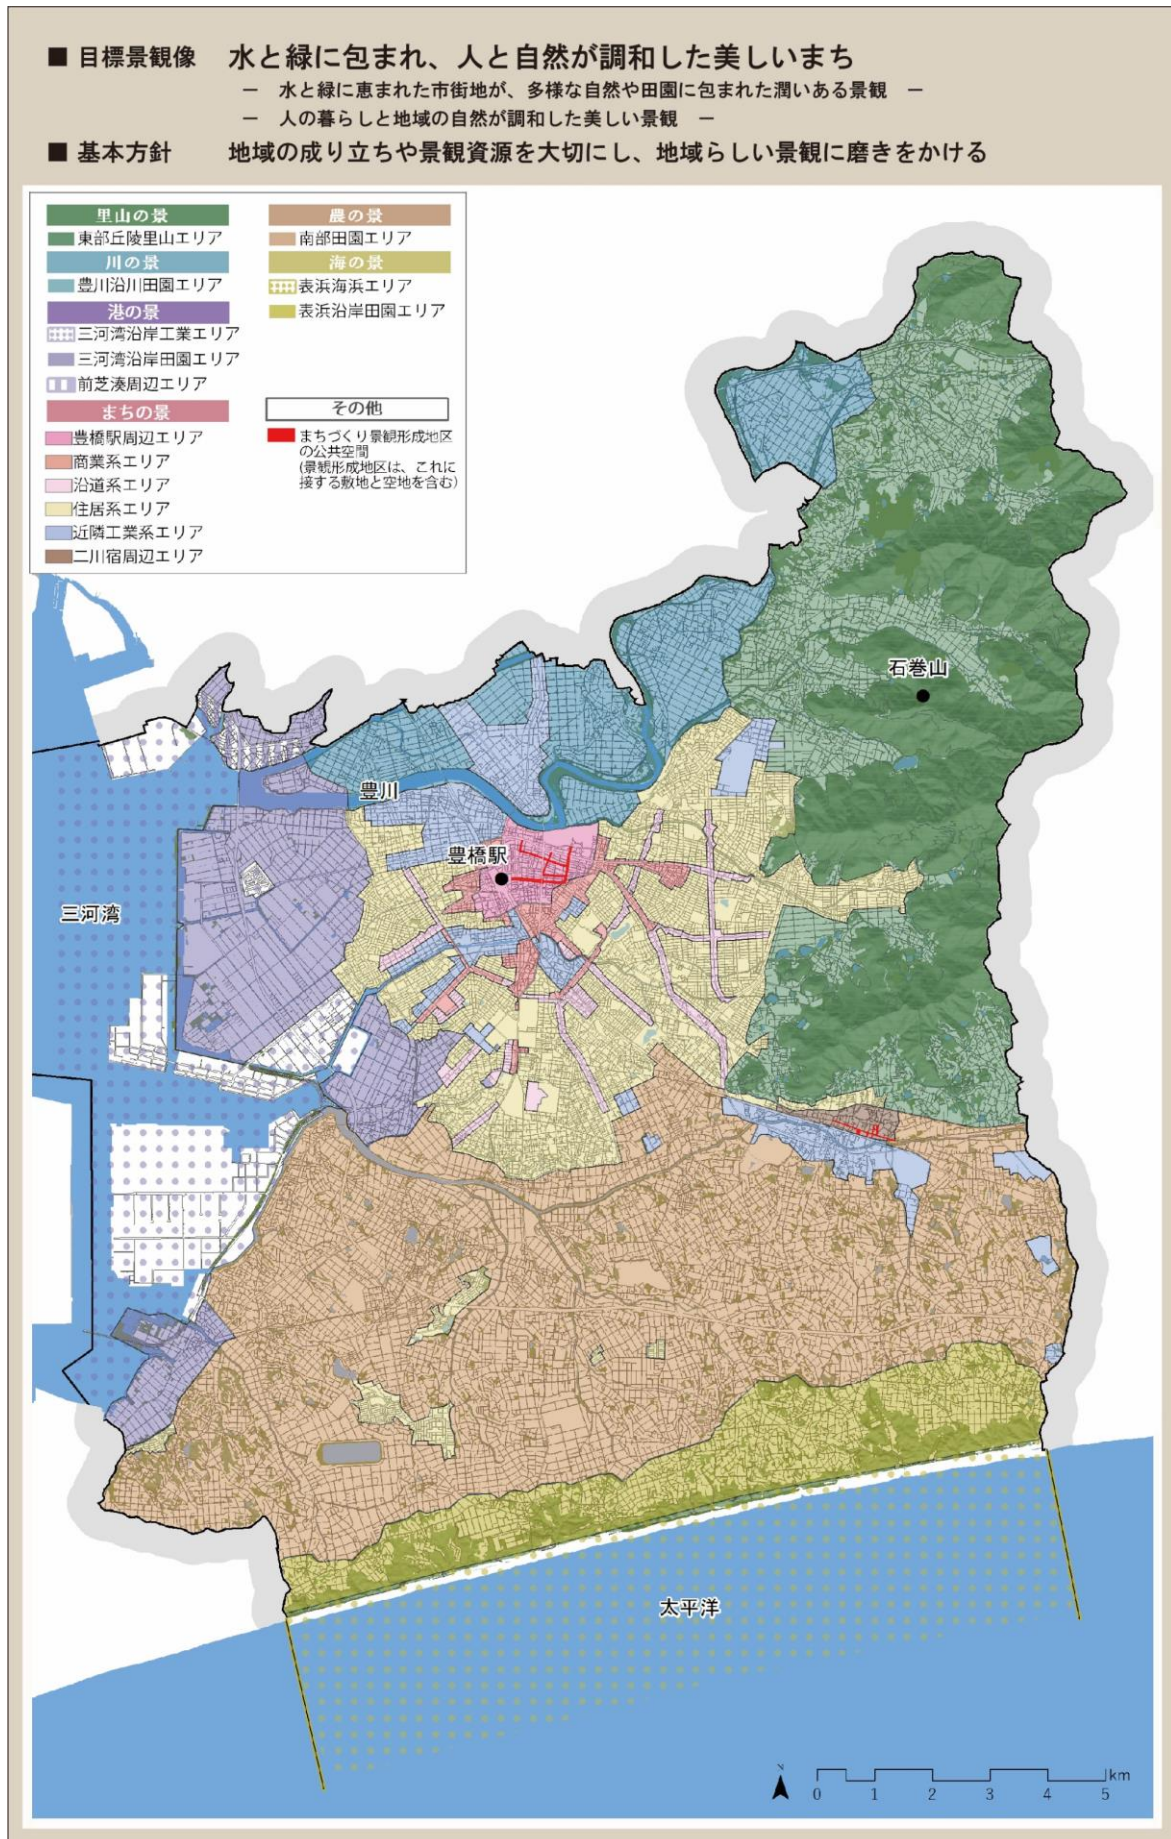 ■ 目標景観像 水と緑に包まれ、人と自然が調和した美しいまち
－ 水と緑に恵まれた市街地が、多様な自然や田園に包まれた潤いある景観 －
－ 人の暮らしと地域の自然が調和した美しい景観 －
■ 基本方針 地域の成り立ちや景観資源を大切にし、地域らしい景観に磨きをかける
里山の景
東部丘陵里山エリア
川の景
豊川沿川田園エリア
港の景
三河湾沿岸工業エリア
三河湾沿岸田園エリア
前芝湊周辺エリア
まちの景
豊橋駅周辺エリア
商業系エリア
沿道系エリア
住居系エリア
近隣工業系エリア
二川宿周辺エリア
農の景
南部田園エリア
海の景
表浜海浜エリア
表浜沿岸田園エリア
その他
まちづくり景観形成地区
の公共空間
(景観形成地区は、これに
接する敷地と空地を含む)
石巻山
豊川
豊橋駅
三河湾
太平洋
N
km
0 1 2 3 4 5